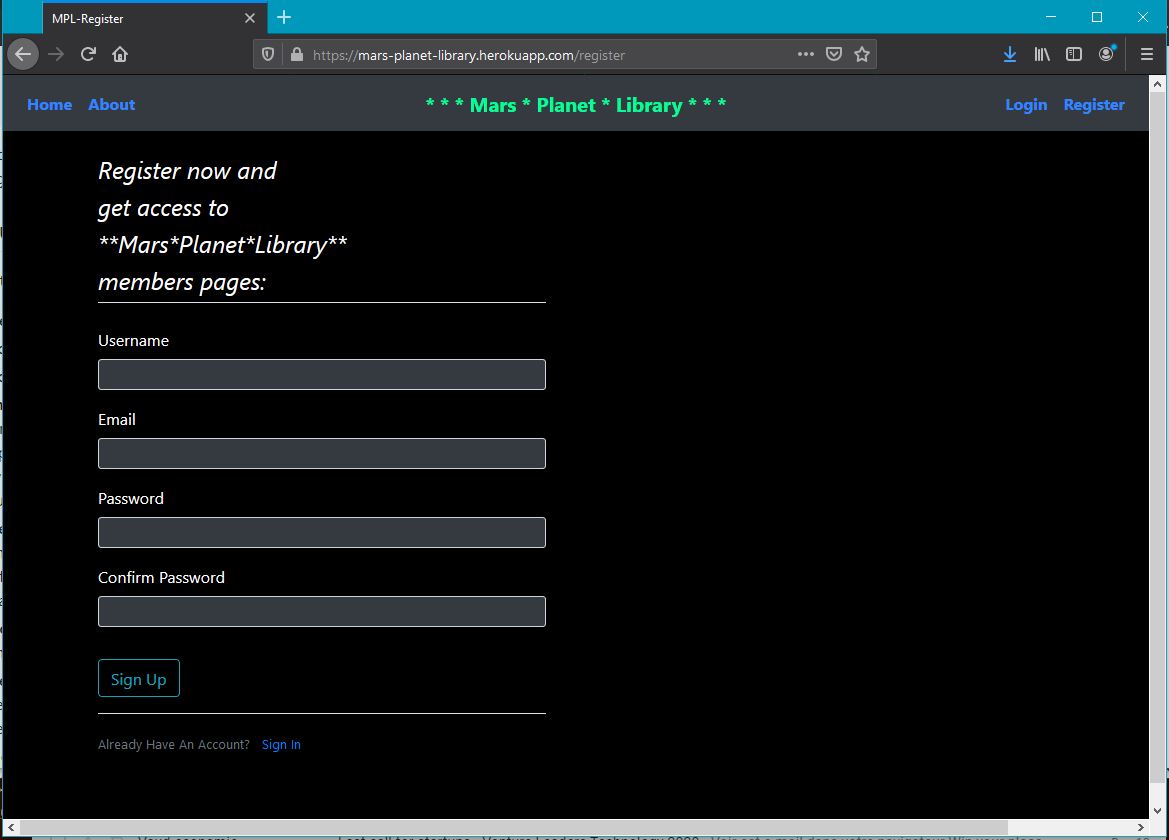 MPL-Register
https://mars-planet-library.herokuapp.com/register
Home About * * * Mars * Planet * Library * * * Login Register
Register now and
get access to
**Mars*Planet*Library**
members pages:
Username
Email
Password
Confirm Password
Sign Up
Already Have An Account? Sign In